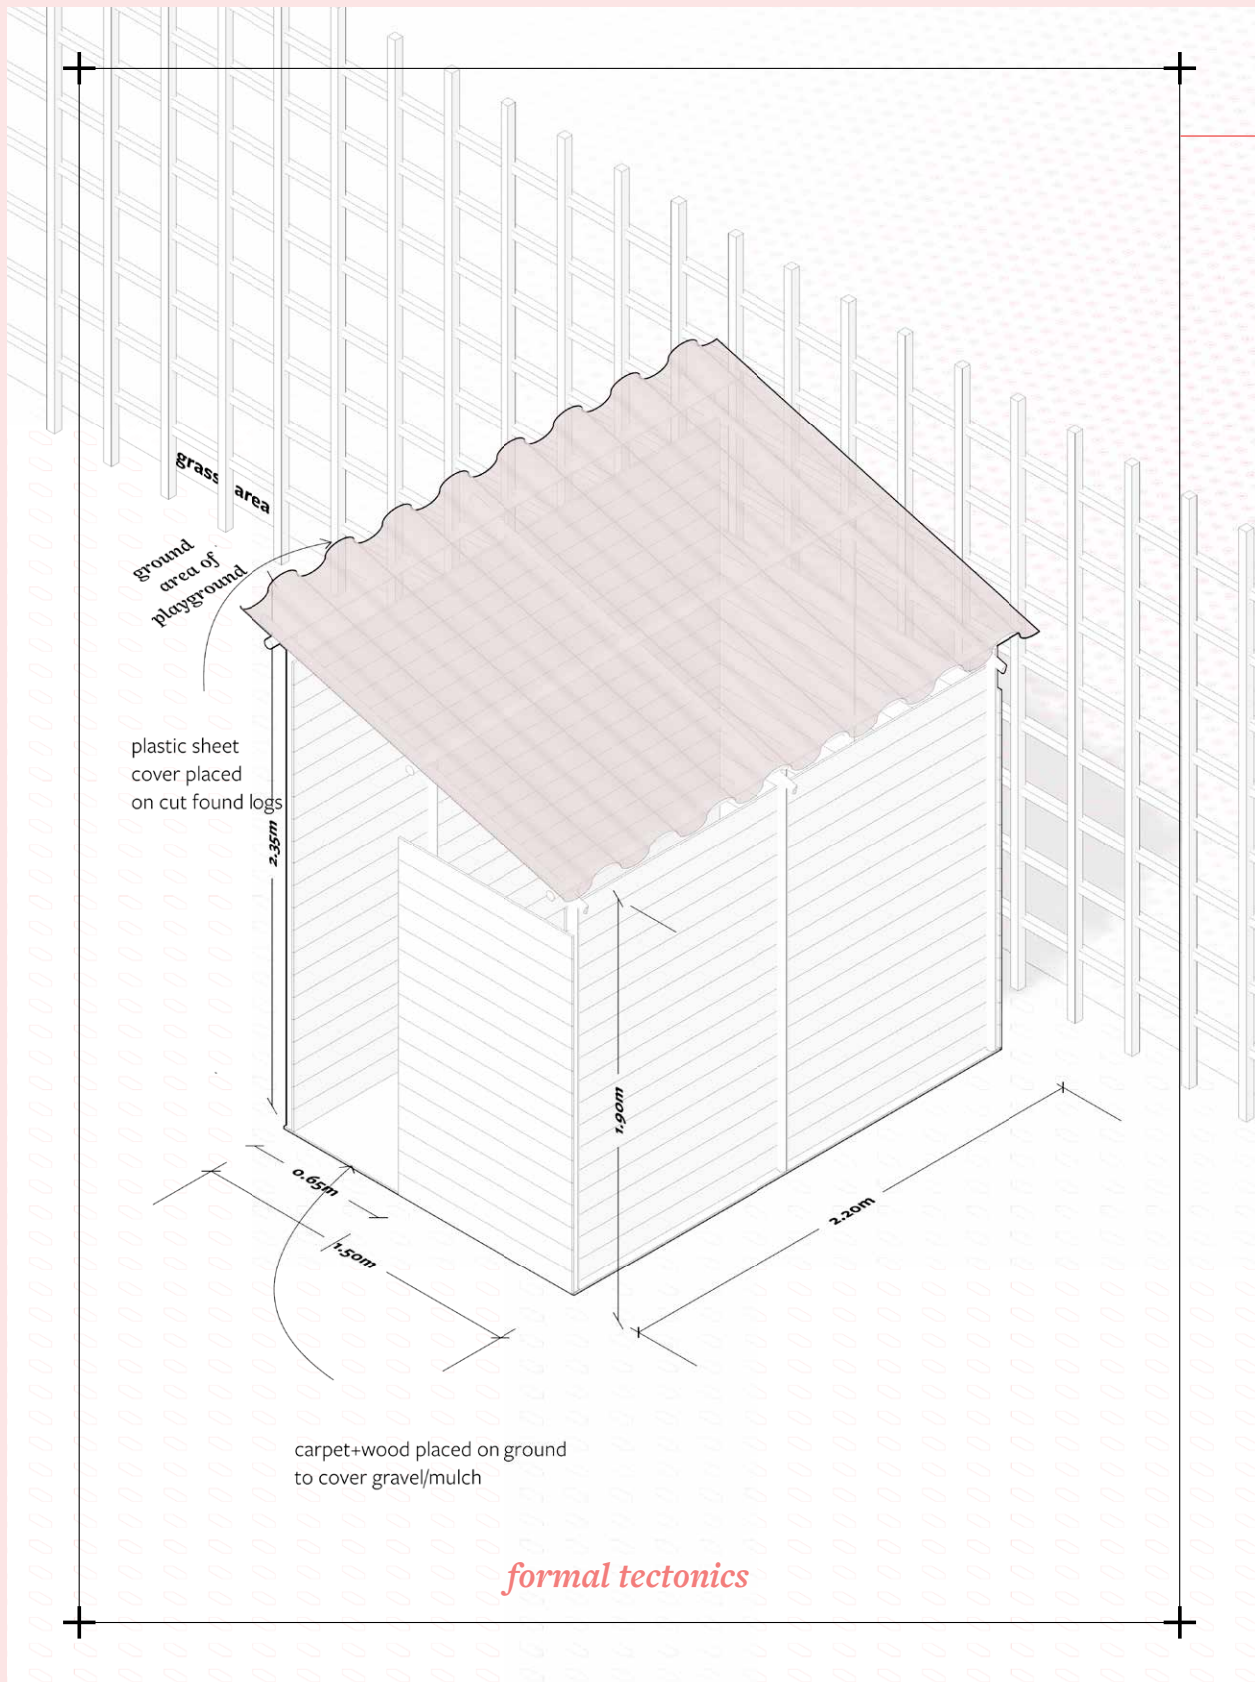 grass area
ground
area of
playground
plastic sheet
cover placed
on cut found logs
2.35m
1.90m
0.65m
1.50m
2.20m
carpet+wood placed on ground
to cover gravel/mulch
formal tectonics